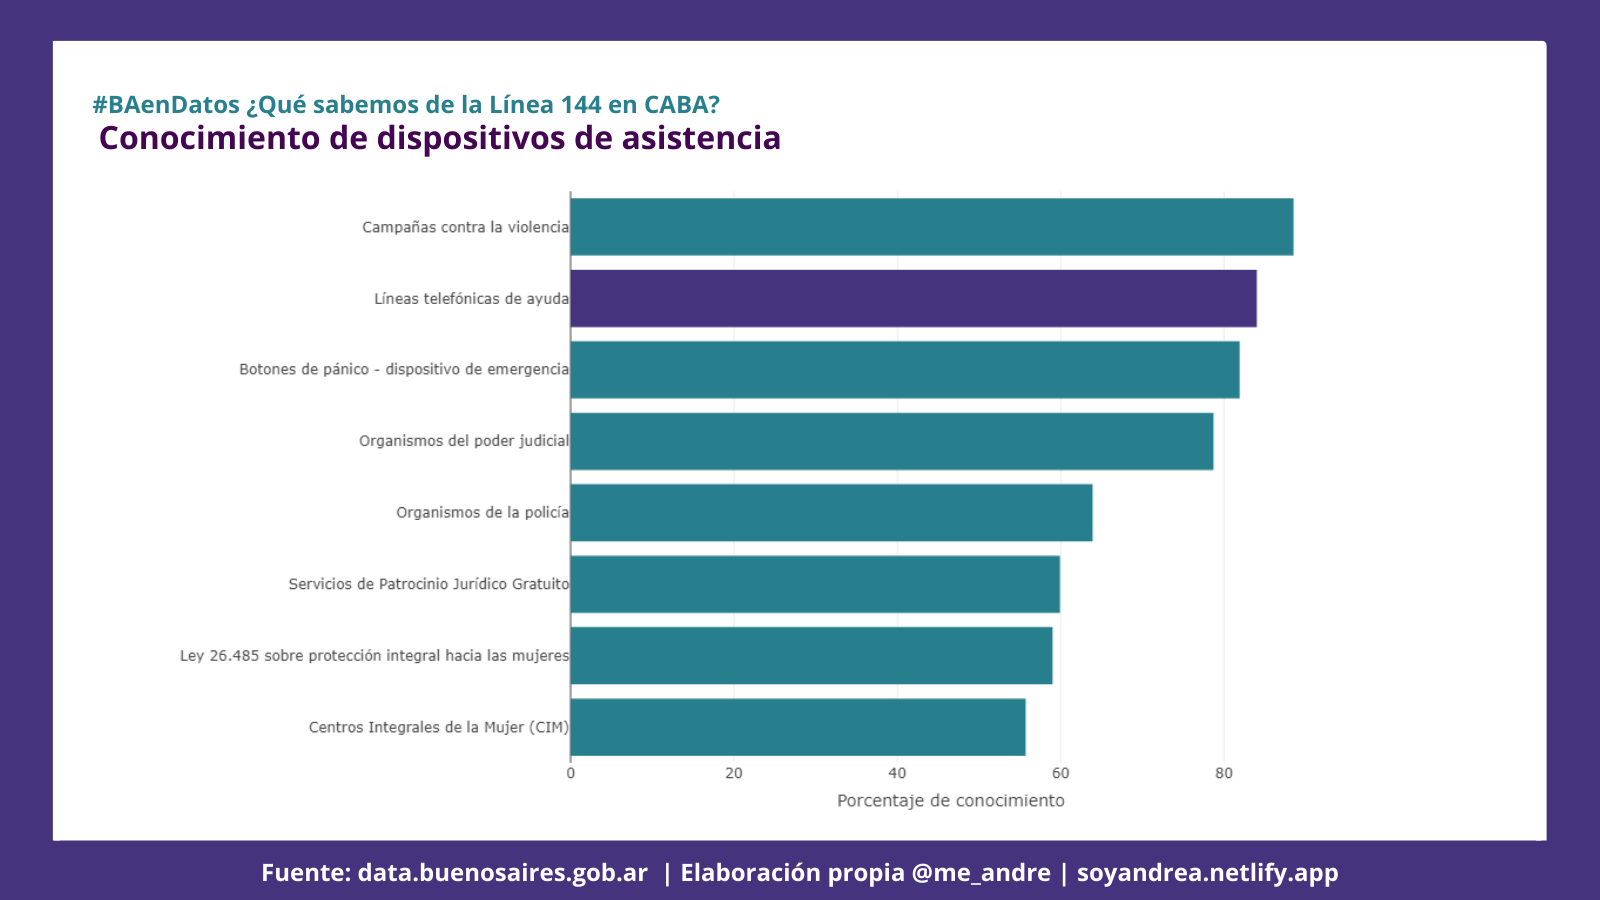 #BAenDatos ¿Qué sabemos de la Línea 144 en CABA?
Conocimiento de dispositivos de asistencia
Campañas contra la violencia
Líneas telefónicas de ayuda
Botones de pánico - dispositivo de emergencia
Organismos del poder judicial
Organismos de la policía
Servicios de Patrocinio Jurídico Gratuito
Ley 26.485 sobre protección integral hacia las mujeres
Centros Integrales de la Mujer (CIM)
0 20 40 60 80
Porcentaje de conocimiento
Fuente: data.buenosaires.gob.ar | Elaboración propia @me_andre | soyandrea.netlify.app